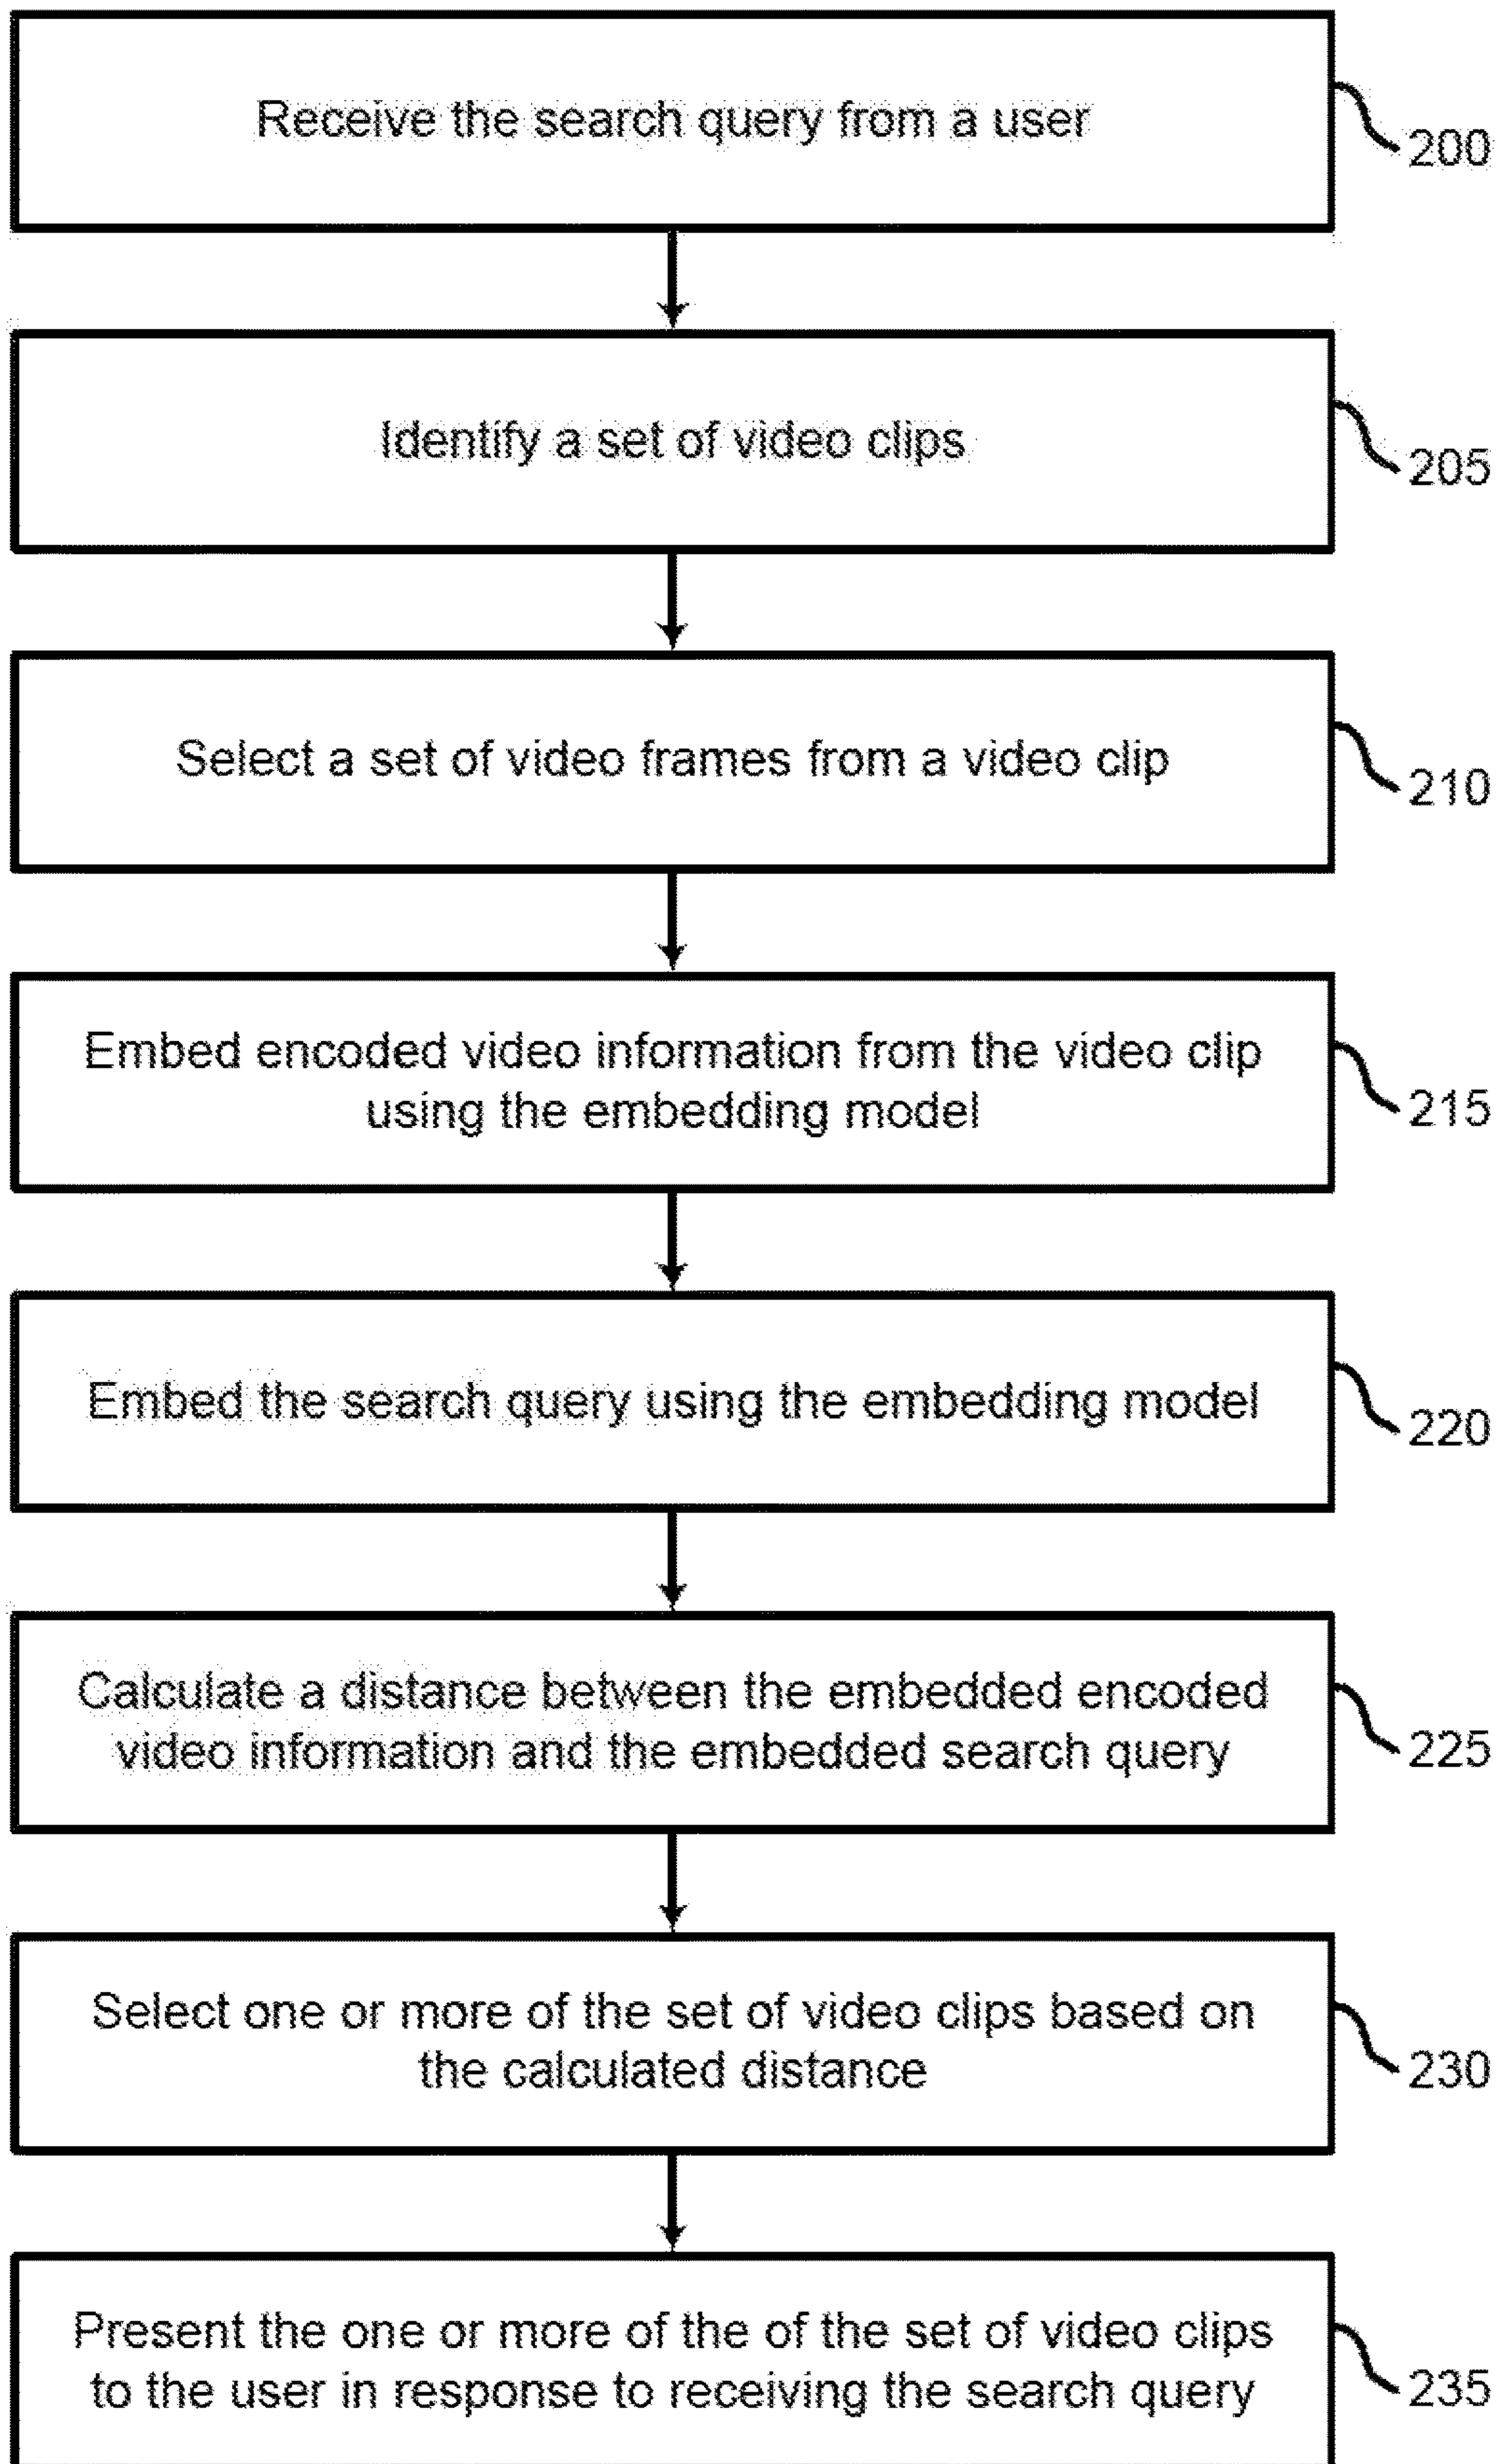 Receive the search query from a user
200
Identify a set of video clips
205
Select a set of video frames from a video clip
210
Embed encoded video information from the video clip
using the embedding model
215
Embed the search query using the embedding model
220
Calculate a distance between the embedded encoded
video information and the embedded search query
225
Select one or more of the set of video clips based on
the calculated distance
230
Present the one or more of the of the set of video clips
to the user in response to receiving the search query
235